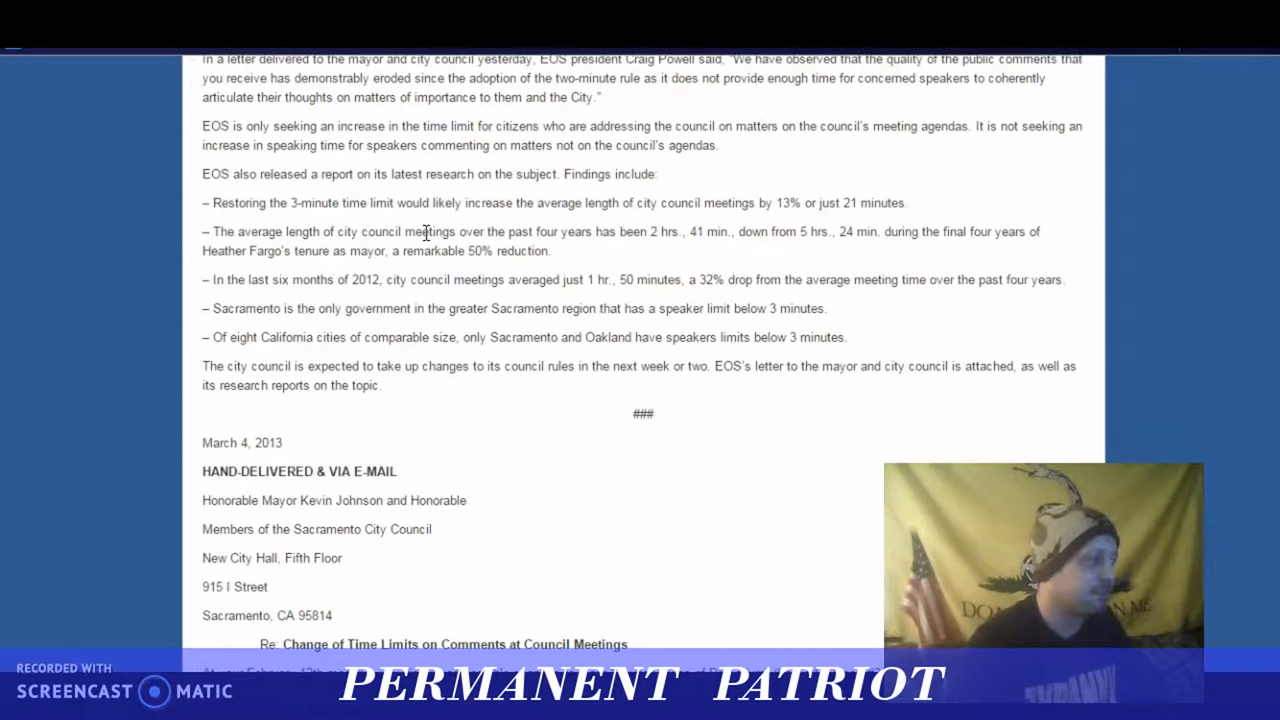 In a letter delivered to the mayor and city council yesterday, EOS president Craig Powell said, "We have observed that the quality of the public comments that
you receive has demonstrably eroded since the adoption of the two-minute rule as it does not provide enough time for concerned speakers to coherently
articulate their thoughts on matters of importance to them and the City."
EOS is only seeking an increase in the time limit for citizens who are addressing the council on matters on the council's meeting agendas. It is not seeking an
increase in speaking time for speakers commenting on matters not on the council's agendas.
EOS also released a report on its latest research on the subject. Findings include:
– Restoring the 3-minute time limit would likely increase the average length of city council meetings by 13% or just 21 minutes.
– The average length of city council meetings over the past four years has been 2 hrs., 41 min., down from 5 hrs., 24 min. during the final four years of
Heather Fargo's tenure as mayor, a remarkable 50% reduction.
– In the last six months of 2012, city council meetings averaged just 1 hr., 50 minutes, a 32% drop from the average meeting time over the past four years.
– Sacramento is the only government in the greater Sacramento region that has a speaker limit below 3 minutes.
– Of eight California cities of comparable size, only Sacramento and Oakland have speakers limits below 3 minutes.
The city council is expected to take up changes to its council rules in the next week or two. EOS's letter to the mayor and city council is attached, as well as
its research reports on the topic.
###
March 4, 2013
HAND-DELIVERED & VIA E-MAIL
Honorable Mayor Kevin Johnson and Honorable
Members of the Sacramento City Council
New City Hall, Fifth Floor
915 I Street
Sacramento, CA 95814
Re: Change of Time Limits on Comments at Council Meetings
DON ON ME
TYRANNY
RECORDED WITH
SCREENCAST MATIC
PERMANENT PATRIOT